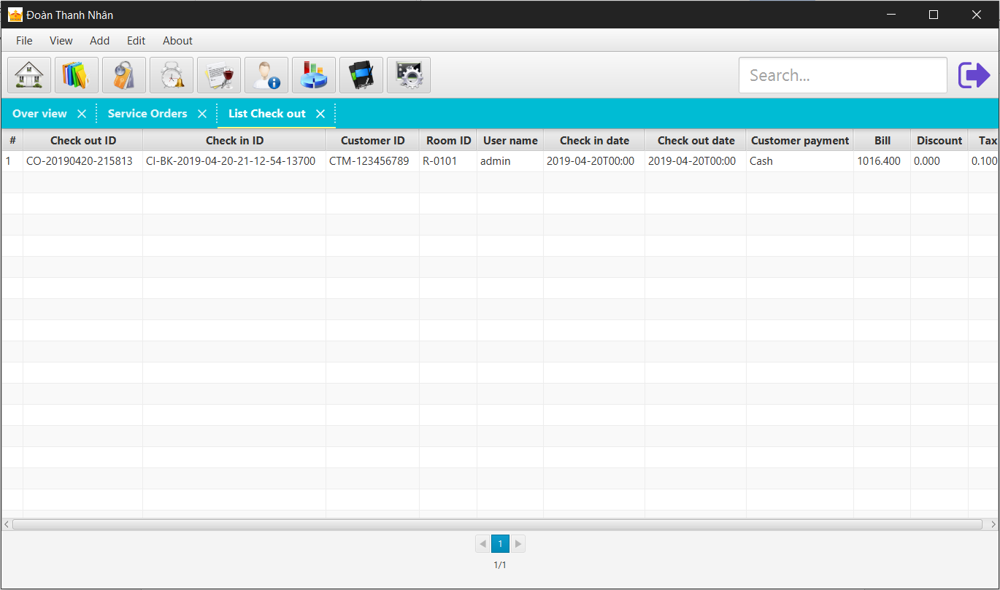 Đoàn Thanh Nhân
File View Add Edit About
Search...
Over view Service Orders List Check out
# Check out ID Check in ID Customer ID Room ID User name Check in date Check out date Customer payment Bill Discount Tax
1 CO-20190420-215813 CI-BK-2019-04-20-21-12-54-13700 CTM-123456789 R-0101 admin 2019-04-20T00:00 2019-04-20T00:00 Cash 1016.400 0.000 0.100
1
1/1